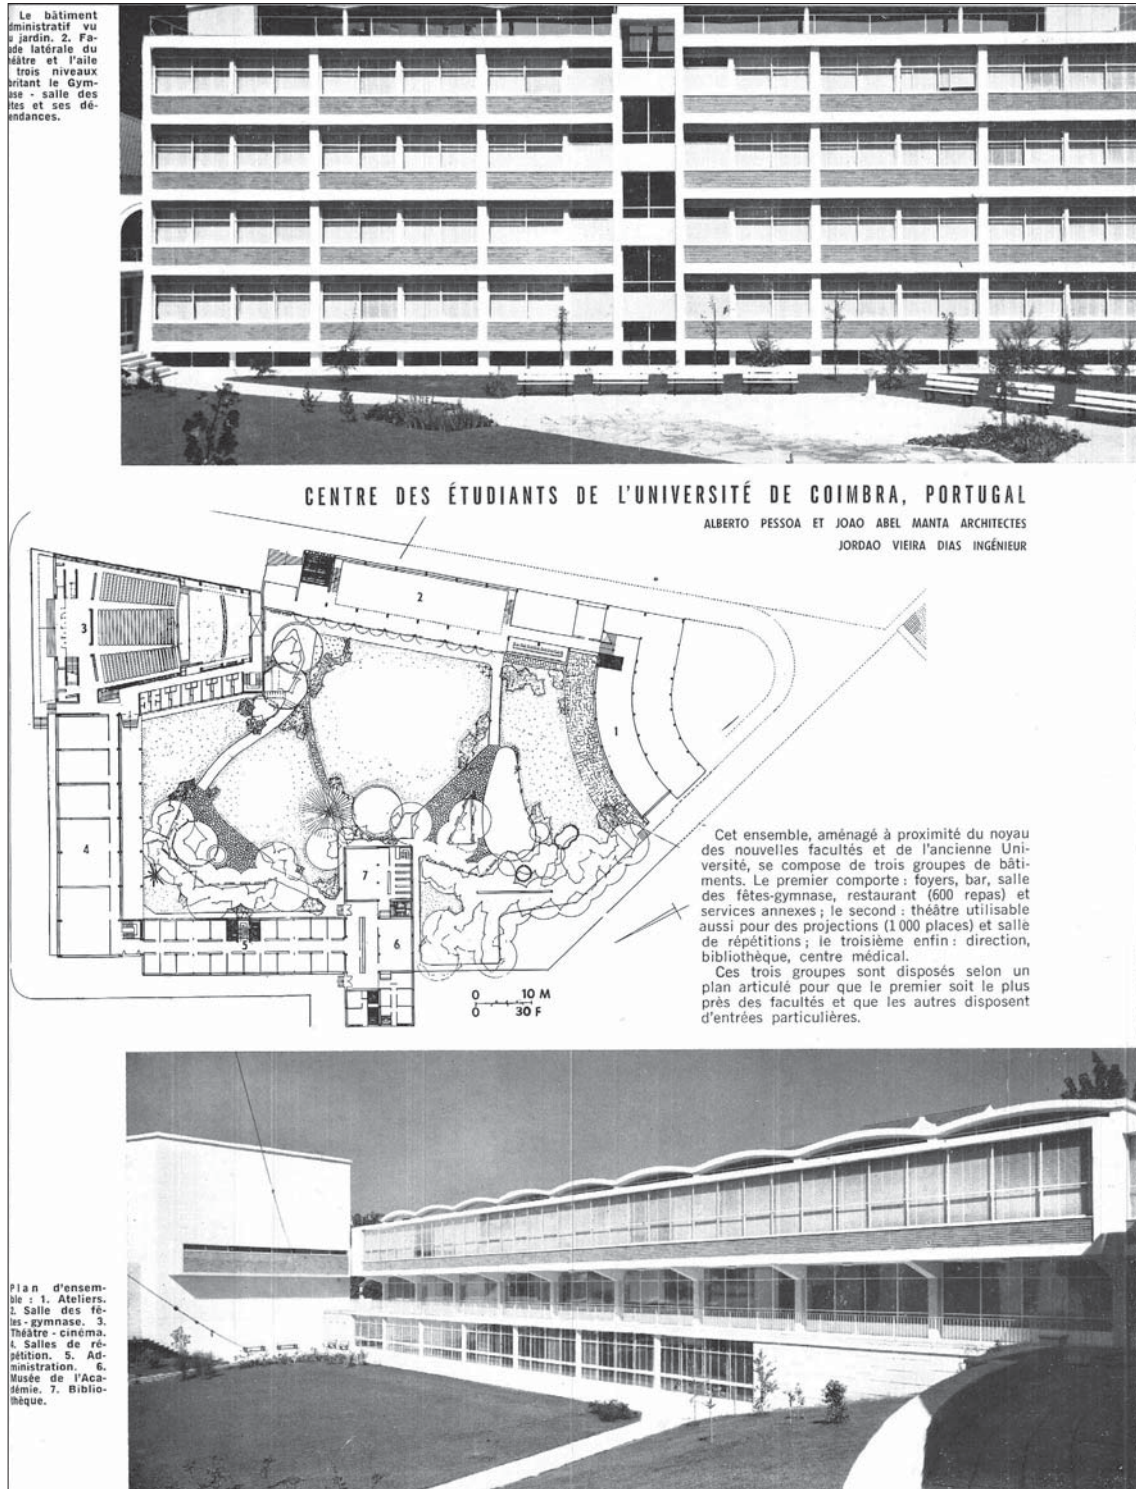 Le bâtiment
dministratif vu
u jardin. 2. Fa-
ade latérale du
héâtre et l'aile
trois niveaux
britant le Gym-
ase - salle des
êtes et ses dé-
endances.
CENTRE DES ÉTUDIANTS DE L'UNIVERSITÉ DE COIMBRA, PORTUGAL
ALBERTO PESSOA ET JOAO ABEL MANTA ARCHITECTES
JORDAO VIEIRA DIAS INGÉNIEUR
2
3
1
4
7
5
6
0 10 M
0 30 F
Cet ensemble, aménagé à proximité du noyau
des nouvelles facultés et de l'ancienne Uni-
versité, se compose de trois groupes de bâti-
ments. Le premier comporte : foyers, bar, salle
des fêtes-gymnase, restaurant (600 repas) et
services annexes ; le second : théâtre utilisable
aussi pour des projections (1 000 places) et salle
de répétitions ; le troisième enfin : direction,
bibliothèque, centre médical.
Ces trois groupes sont disposés selon un
plan articulé pour que le premier soit le plus
près des facultés et que les autres disposent
d'entrées particulières.
Plan d'ensem-
ble : 1. Ateliers.
2. Salle des fê-
tes - gymnase. 3.
Théâtre - cinéma.
4. Salles de ré-
pétition. 5. Ad-
ministration. 6.
Musée de l'Aca-
démie. 7. Biblio-
thèque.